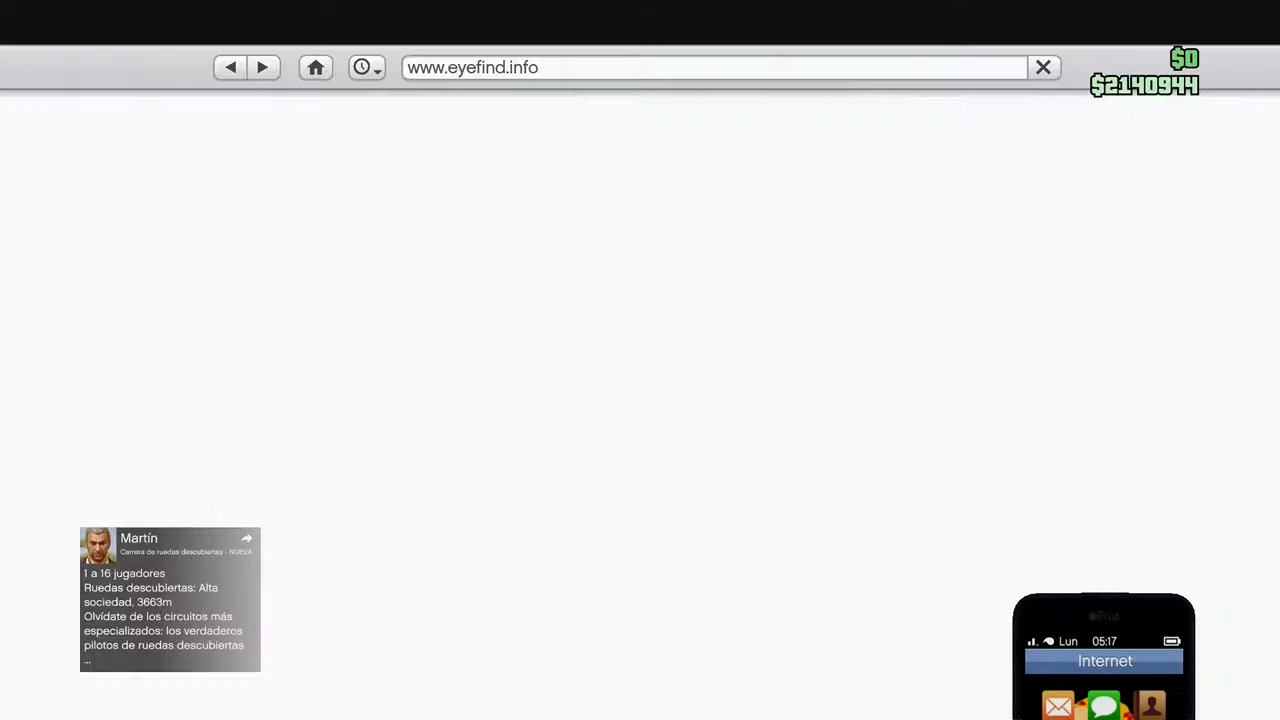 www.eyefind.info
$0
$2140944
Martín
Carrera de ruedas descubiertas - NUEVA
1 a 16 jugadores
Ruedas descubiertas: Alta
sociedad, 3663m
Olvídate de los circuitos más
especializados: los verdaderos
pilotos de ruedas descubiertas
...
iFruit
Lun 05:17
Internet